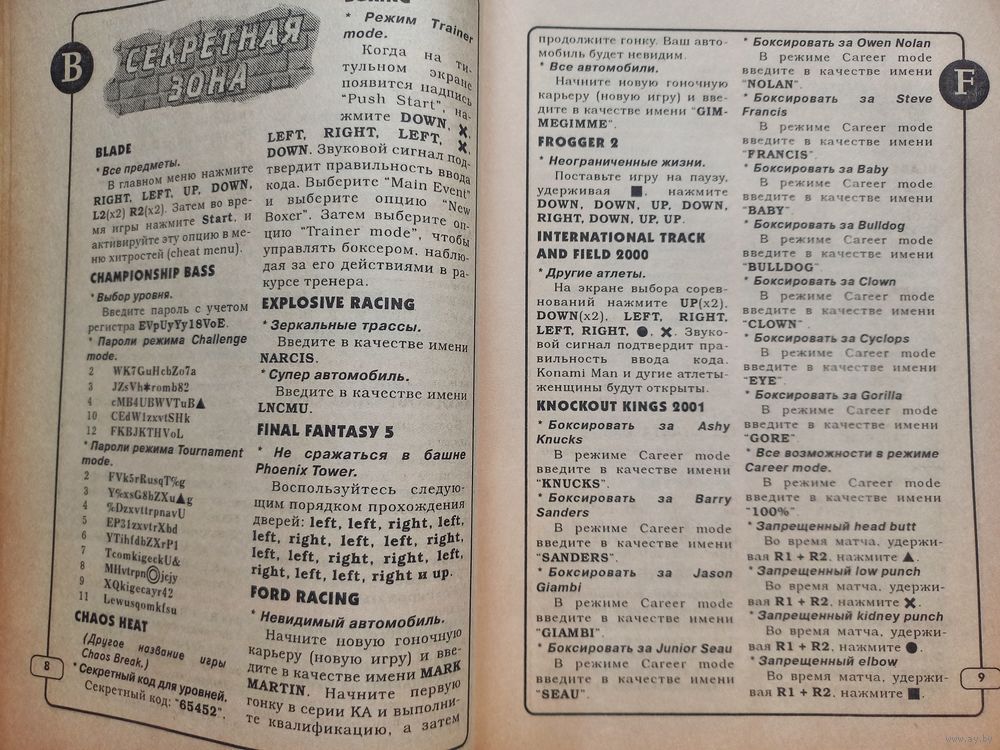 В
СЕКРЕТНАЯ
ЗОНА
BLADE
* Все предметы.
В главном меню нажмите
RIGHT, LEFT, UP, DOWN,
L2(x2) R2(x2). Затем во вре-
мя игры нажмите Start, и
активируйте эту опцию в ме-
ню хитростей (cheat menu).
CHAMPIONSHIP BASS
* Выбор уровня.
Введите пароль с учетом
регистра EVpUyYy18VoE.
* Пароли режима Challenge
mode.
2 WK7GuHcbZo7a
3 JZsVh✱romb82
4 cMB4UBWVTuB▲
10 CEdW1zxvtSHk
12 FKBJKTHVoL
* Пароли режима Tournament
mode.
2 FVk5rRusqT%g
3 Y%xsG8bZXu▲g
4 %DzxvttrpnavU
5 EP31zxvtrXbd
6 YTihfdbZXrP1
7 TcomkigeckU&
8 MHvtrpn◎jcjy
9 XQkigecayr42
11 Lewusqomkfsu
CHAOS HEAT
(Другое название игры
Chaos Break.)
* Секретный код для уровней.
Секретный код: "65452".
8
* Режим Trainer
mode.
Когда на ти-
тульном экране
появится надпись
"Push Start", на-
жмите DOWN, ✕,
LEFT, RIGHT, LEFT, ✕,
DOWN. Звуковой сигнал под-
твердит правильность ввода
кода. Выберите "Main Event"
и выберите опцию "New
Boxer". Затем выберите оп-
цию "Trainer mode", чтобы
управлять боксером, наблю-
дая за его действиями в ра-
курсе тренера.
EXPLOSIVE RACING
* Зеркальные трассы.
Введите в качестве имени
NARCIS.
* Супер автомобиль.
Введите в качестве имени
LNCMU.
FINAL FANTASY 5
* Не сражаться в башне
Phoenix Tower.
Воспользуйтесь следую-
щим порядком прохождения
дверей: left, left, right, left,
left, right, left, left, right,
left, left, right, right, left,
right, left, left, right и up.
FORD RACING
* Невидимый автомобиль.
Начните новую гоночную
карьеру (новую игру) и вве-
дите в качестве имени MARK
MARTIN. Начните первую
гонку в серии KA и выполни-
те квалификацию, а затем
продолжите гонку. Ваш авто-
мобиль будет невидим.
* Все автомобили.
Начните новую гоночную
карьеру (новую игру) и вве-
дите в качестве имени "GIM-
MEGIMME".
FROGGER 2
* Неограниченные жизни.
Поставьте игру на паузу,
удерживая ■, нажмите
DOWN, DOWN, UP, DOWN,
RIGHT, DOWN, UP, UP.
INTERNATIONAL TRACK
AND FIELD 2000
* Другие атлеты.
На экране выбора сорев-
нований нажмите UP(x2),
DOWN(x2), LEFT, RIGHT,
LEFT, RIGHT, ●, ✕. Звуко-
вой сигнал подтвердит пра-
вильность ввода кода.
Konami Man и дугие атлеты-
женщины будут открыты.
KNOCKOUT KINGS 2001
* Боксировать за Ashy
Knucks
В режиме Career mode
введите в качестве имени
"KNUCKS".
* Боксировать за Barry
Sanders
В режиме Career mode
введите в качестве имени
"SANDERS".
* Боксировать за Jason
Giambi
В режиме Career mode
введите в качестве имени
"GIAMBI".
* Боксировать за Junior Seau
В режиме Career mode
введите в качестве имени
"SEAU".
* Боксировать за Owen Nolan
В режиме Career mode
введите в качестве имени
"NOLAN".
* Боксировать за Steve
Francis
В режиме Career mode
введите в качестве имени
"FRANCIS".
* Боксировать за Baby
В режиме Career mode
введите в качестве имени
"BABY".
* Боксировать за Bulldog
В режиме Career mode
введите в качестве имени
"BULLDOG".
* Боксировать за Clown
В режиме Career mode
введите в качестве имени
"CLOWN".
* Боксировать за Cyclops
В режиме Career mode
введите в качестве имени
"EYE".
* Боксировать за Gorilla
В режиме Career mode
введите в качестве имени
"GORE"
* Все возможности в режиме
Career mode.
В режиме Career mode
введите в качестве имени
"100%".
* Запрещенный head butt
Во время матча, удержи-
вая R1 + R2, нажмите ▲.
* Запрещенный low punch
Во время матча, удержи-
вая R1 + R2, нажмите ✕.
* Запрещенный kidney punch
Во время матча, удержи-
вая R1 + R2, нажмите ●.
* Запрещенный elbow
Во время матча, удержи-
вая R1 + R2, нажмите ■.
F
9
www.ay.by